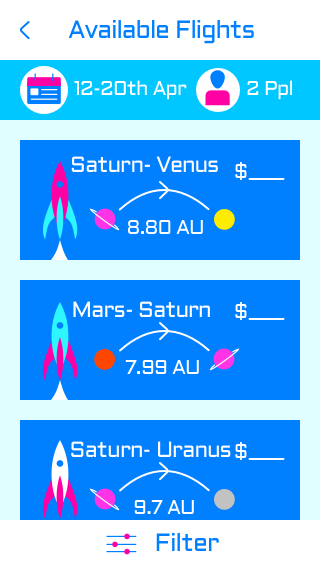 Available Flights
12-20th Apr 2 Ppl
Saturn- Venus $___
8.80 AU
Mars- Saturn $___
7.99 AU
Saturn- Uranus $___
9.7 AU
Filter